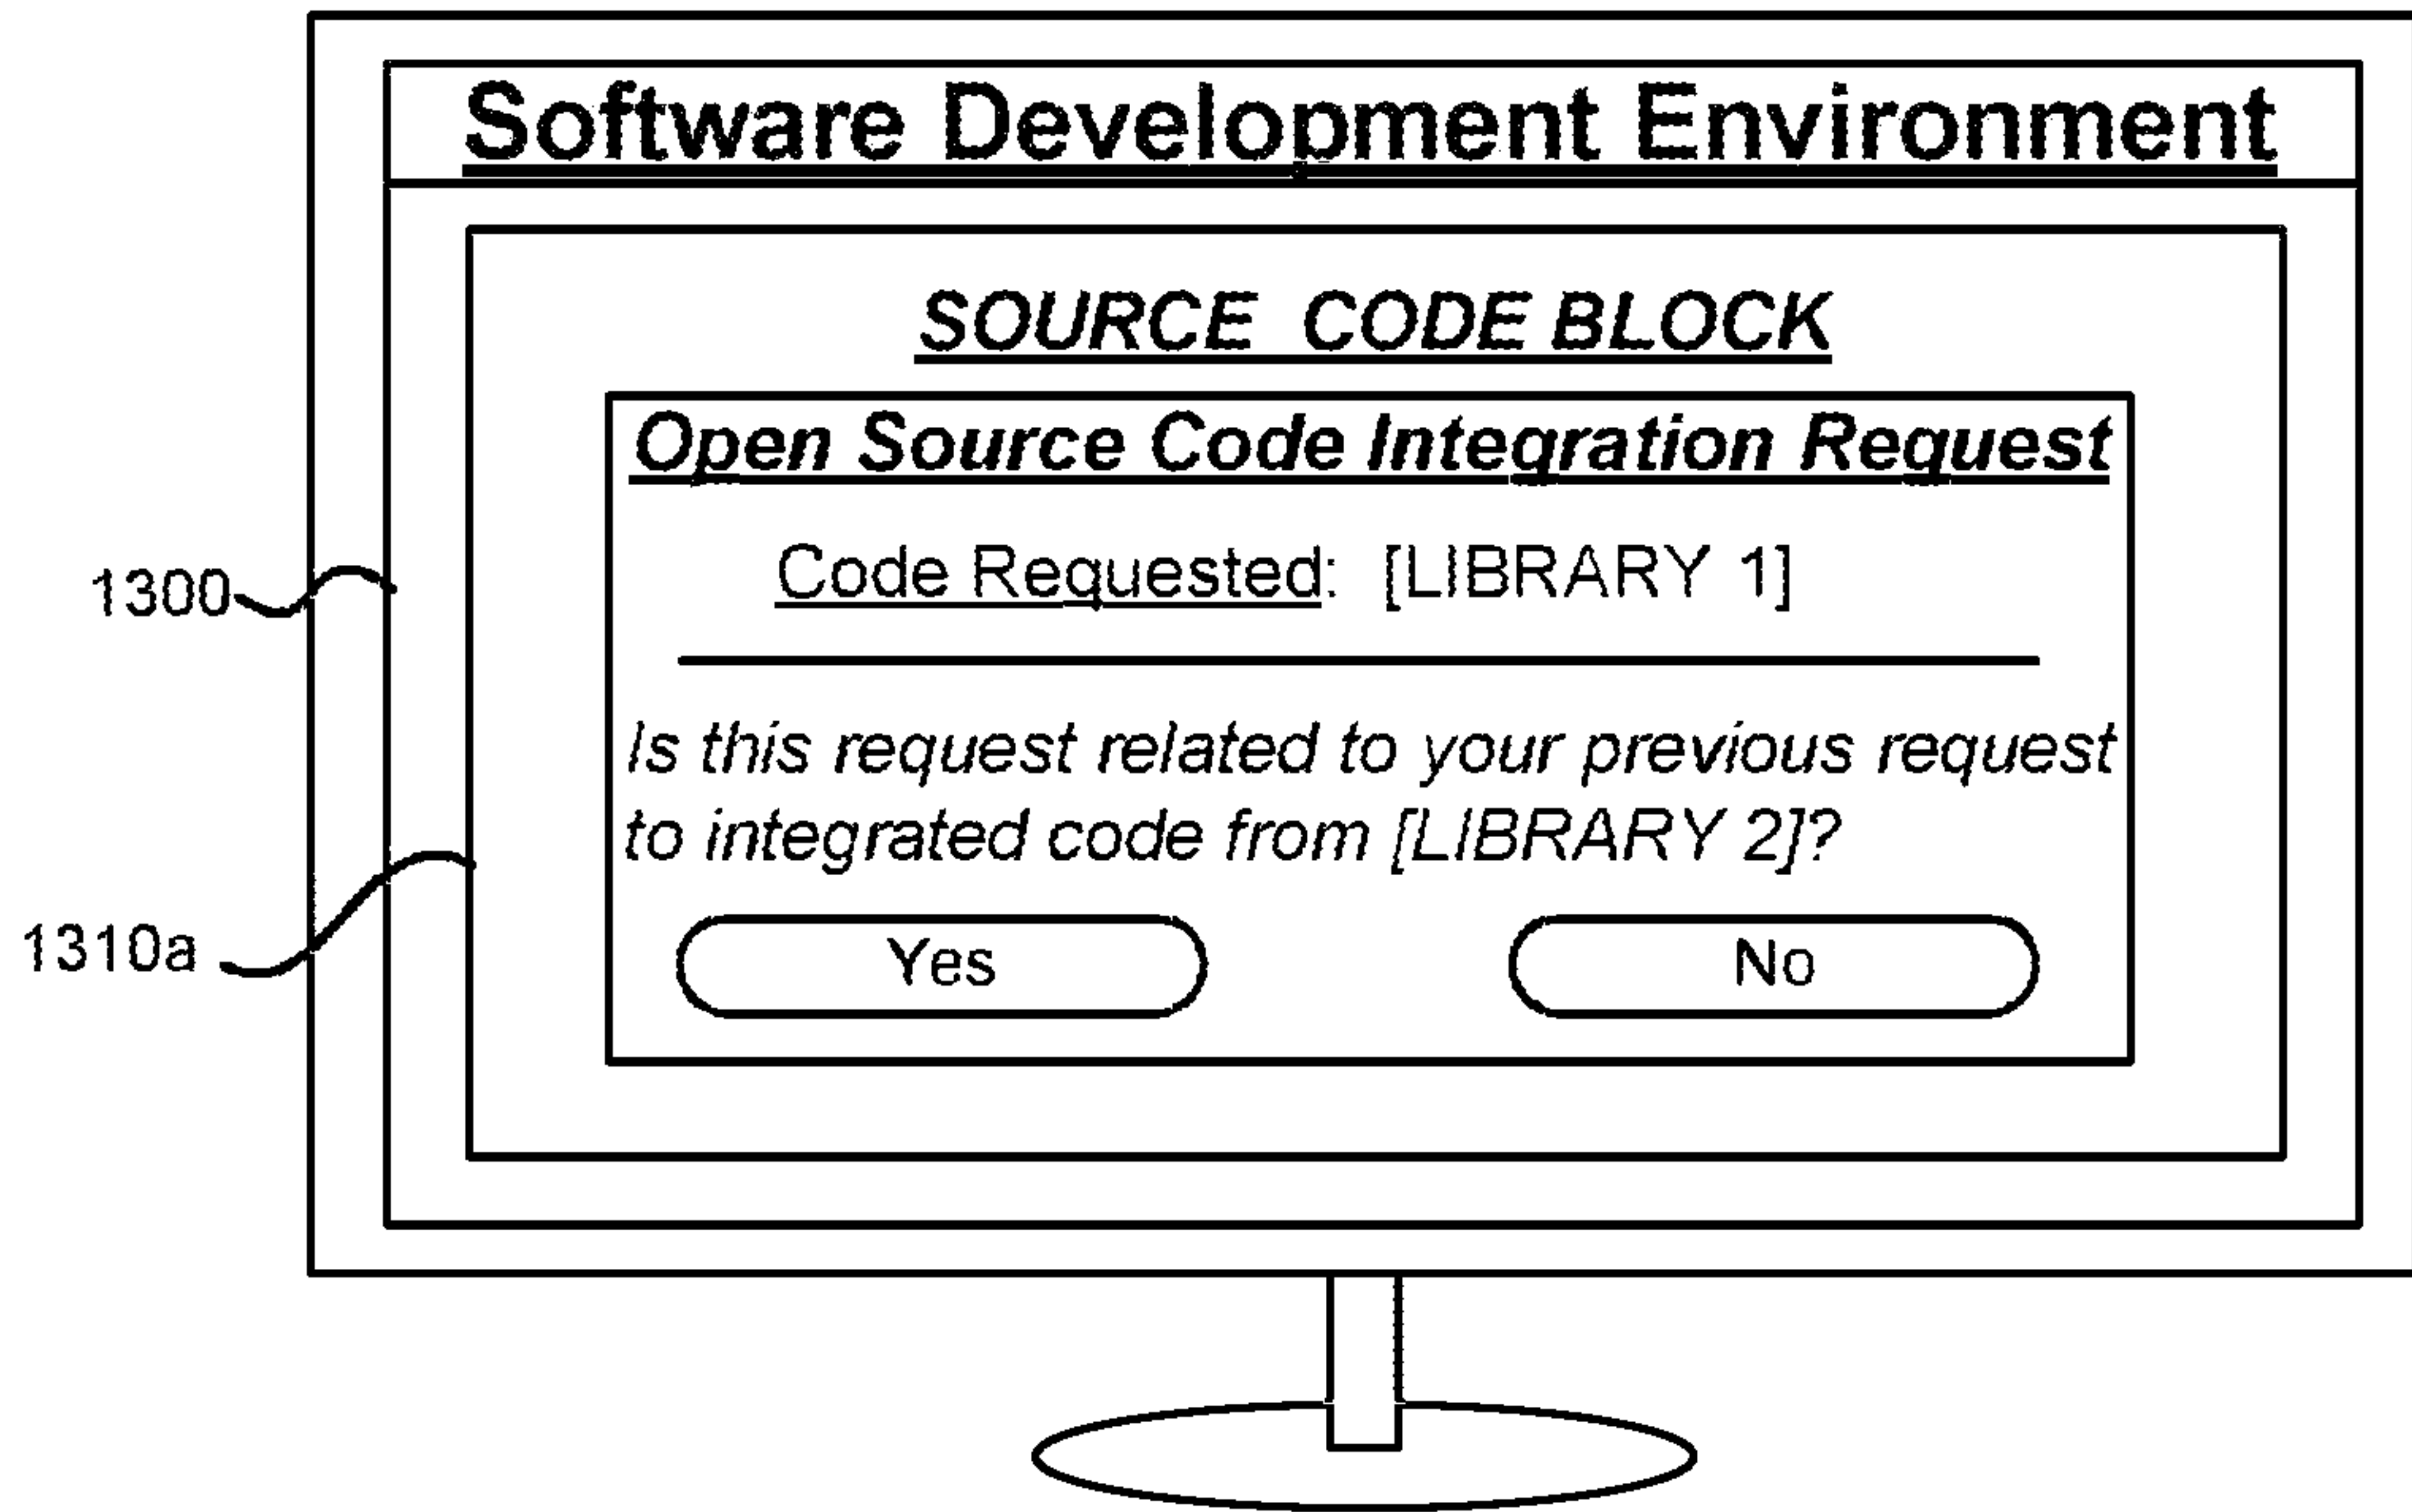 Software Development Environment
SOURCE CODE BLOCK
Open Source Code Integration Request
Code Requested: [LIBRARY 1]
1300
Is this request related to your previous request
to integrated code from [LIBRARY 2]?
1310a
Yes
No